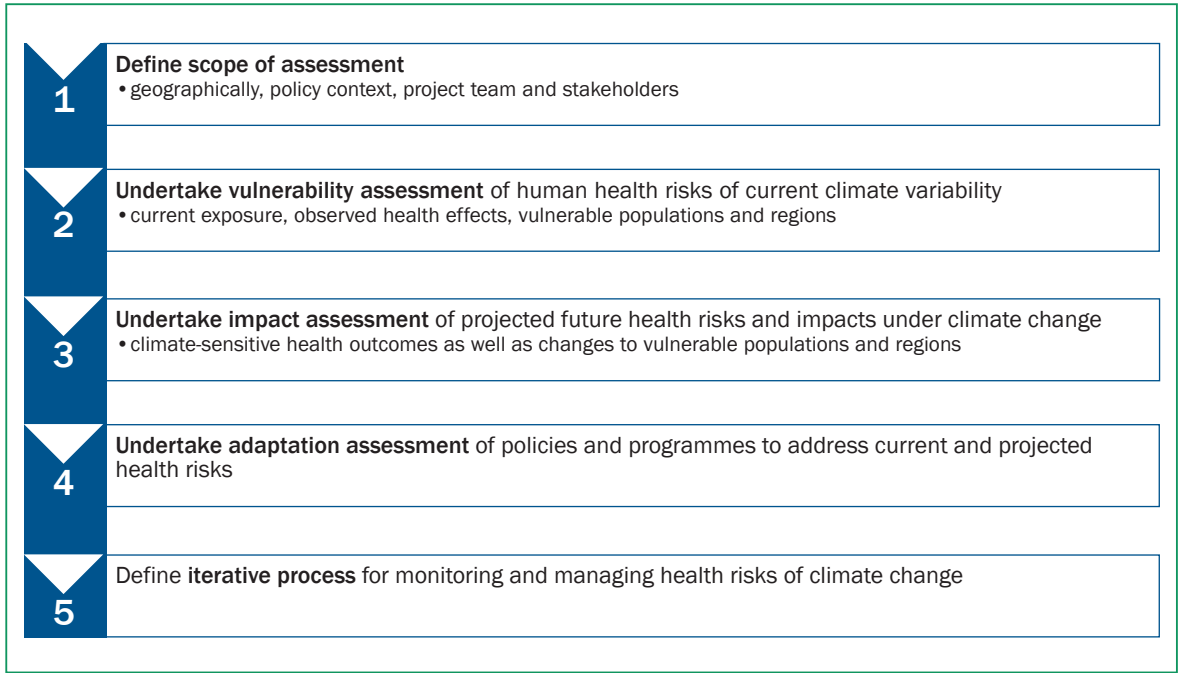 1
Define scope of assessment
• geographically, policy context, project team and stakeholders
2
Undertake vulnerability assessment of human health risks of current climate variability
• current exposure, observed health effects, vulnerable populations and regions
3
Undertake impact assessment of projected future health risks and impacts under climate change
• climate-sensitive health outcomes as well as changes to vulnerable populations and regions
4
Undertake adaptation assessment of policies and programmes to address current and projected
health risks
5
Define iterative process for monitoring and managing health risks of climate change